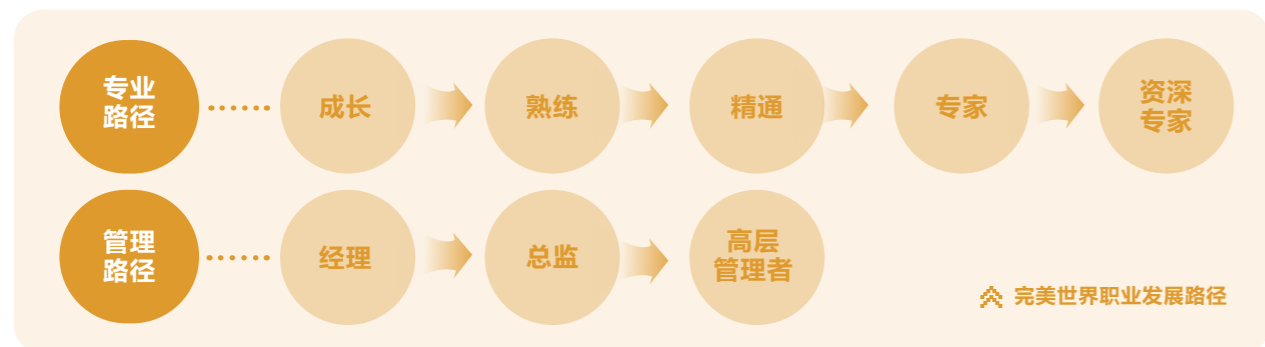 专业
路径
成长
熟练
精通
专家
资深
专家
管理
路径
经理
总监
高层
管理者
完美世界职业发展路径